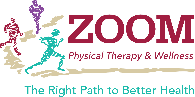 ZOOM
Physical Therapy & Wellness
The Right Path to Better Health